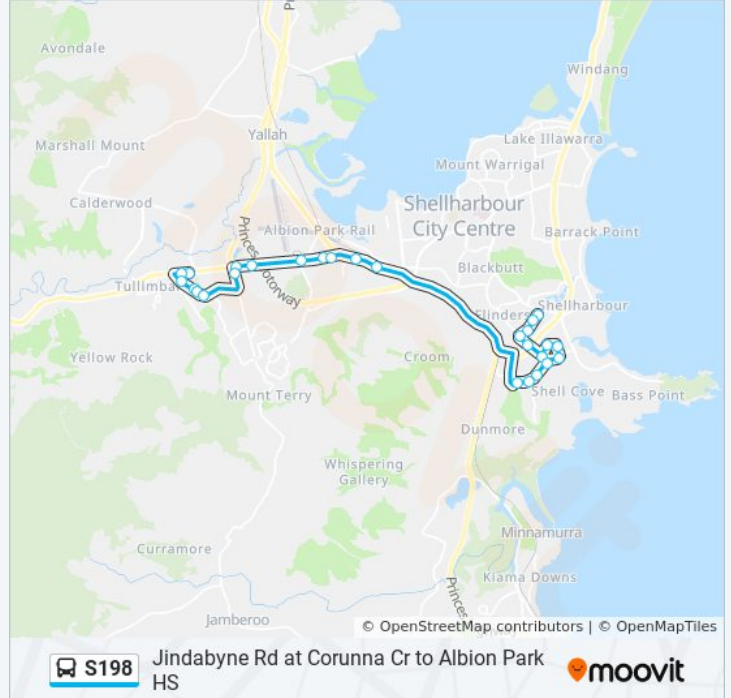 P
Avondale
Windang
Yallah
Lake Illawarra
Marshall Mount
Mount Warrigal
Calderwood
Shellharbour
City Centre
Princes Motorway
Albion Park Rail
Barrack Point
Blackbutt
Tullimba
Flinders
Shellharbour
Yellow Rock
Croom
Mount Terry
Shell Cove
Bass Point
Dunmore
Whispering
Gallery
Minnamurra
Curramore
Kiama Downs
Princes
Jamberoo
© OpenStreetMap contributors | © OpenMapTiles
S198
Jindabyne Rd at Corunna Cr to Albion Park
HS
moovit